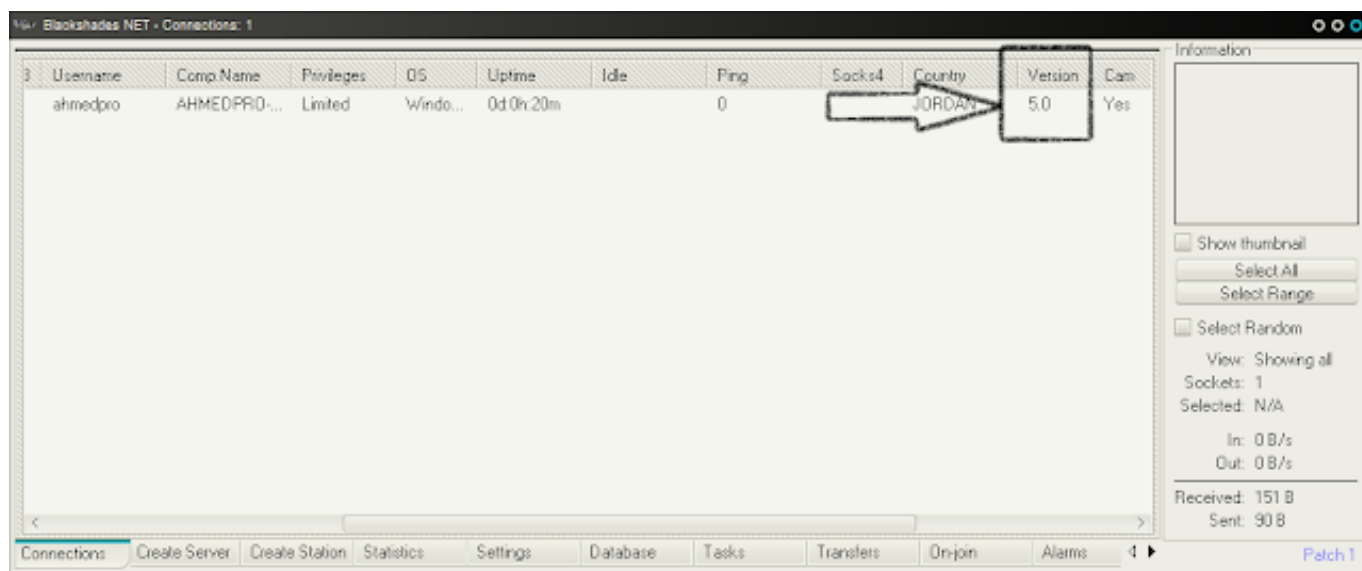 Blackshades NET - Connections: 1
Information
Username Comp.Name Privileges OS Uptime Idle Ping Socks4 Country Version Cam
ahmedpro AHMEDPRO-... Limited Windo... 0d:0h:20m 0 JORDAN 5.0 Yes
Show thumbnail
Select All
Select Range
Select Random
View: Showing all
Sockets: 1
Selected: N/A
In: 0 B/s
Out: 0 B/s
Received: 151 B
Sent: 90 B
Connections Create Server Create Station Statistics Settings Database Tasks Transfers On-join Alarms
Patch 1